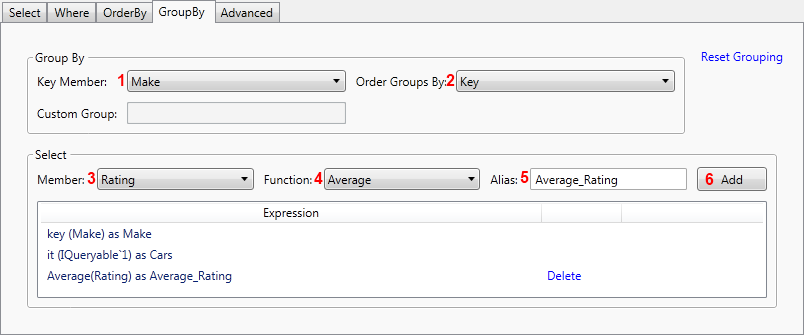 Select Where OrderBy GroupBy Advanced
Group By
Reset Grouping
Key Member: 1 Make Order Groups By: 2 Key
Custom Group:
Select
Member: 3 Rating Function: 4 Average Alias: 5 Average_Rating 6 Add
Expression
key (Make) as Make
it (IQueryable`1) as Cars
Average(Rating) as Average_Rating Delete